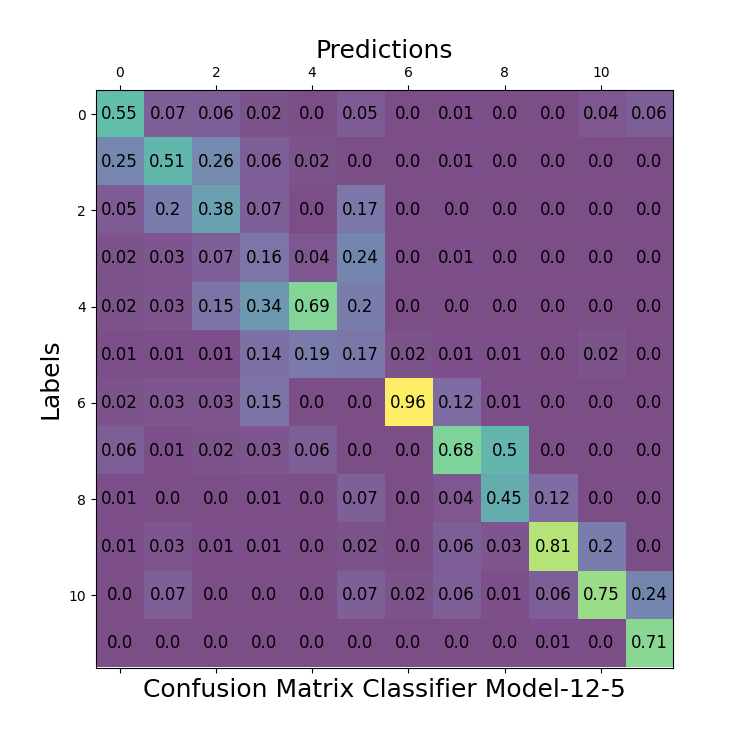 Predictions
0 2 4 6 8 10
0 0.55 0.07 0.06 0.02 0.0 0.05 0.0 0.01 0.0 0.0 0.04 0.06
0.25 0.51 0.26 0.06 0.02 0.0 0.0 0.01 0.0 0.0 0.0 0.0
2 0.05 0.2 0.38 0.07 0.0 0.17 0.0 0.0 0.0 0.0 0.0 0.0
0.02 0.03 0.07 0.16 0.04 0.24 0.0 0.01 0.0 0.0 0.0 0.0
4 0.02 0.03 0.15 0.34 0.69 0.2 0.0 0.0 0.0 0.0 0.0 0.0
0.01 0.01 0.01 0.14 0.19 0.17 0.02 0.01 0.01 0.0 0.02 0.0
Labels
6 0.02 0.03 0.03 0.15 0.0 0.0 0.96 0.12 0.01 0.0 0.0 0.0
0.06 0.01 0.02 0.03 0.06 0.0 0.0 0.68 0.5 0.0 0.0 0.0
8 0.01 0.0 0.0 0.01 0.0 0.07 0.0 0.04 0.45 0.12 0.0 0.0
0.01 0.03 0.01 0.01 0.0 0.02 0.0 0.06 0.03 0.81 0.2 0.0
10 0.0 0.07 0.0 0.0 0.0 0.07 0.02 0.06 0.01 0.06 0.75 0.24
0.0 0.0 0.0 0.0 0.0 0.0 0.0 0.0 0.0 0.01 0.0 0.71
Confusion Matrix Classifier Model-12-5